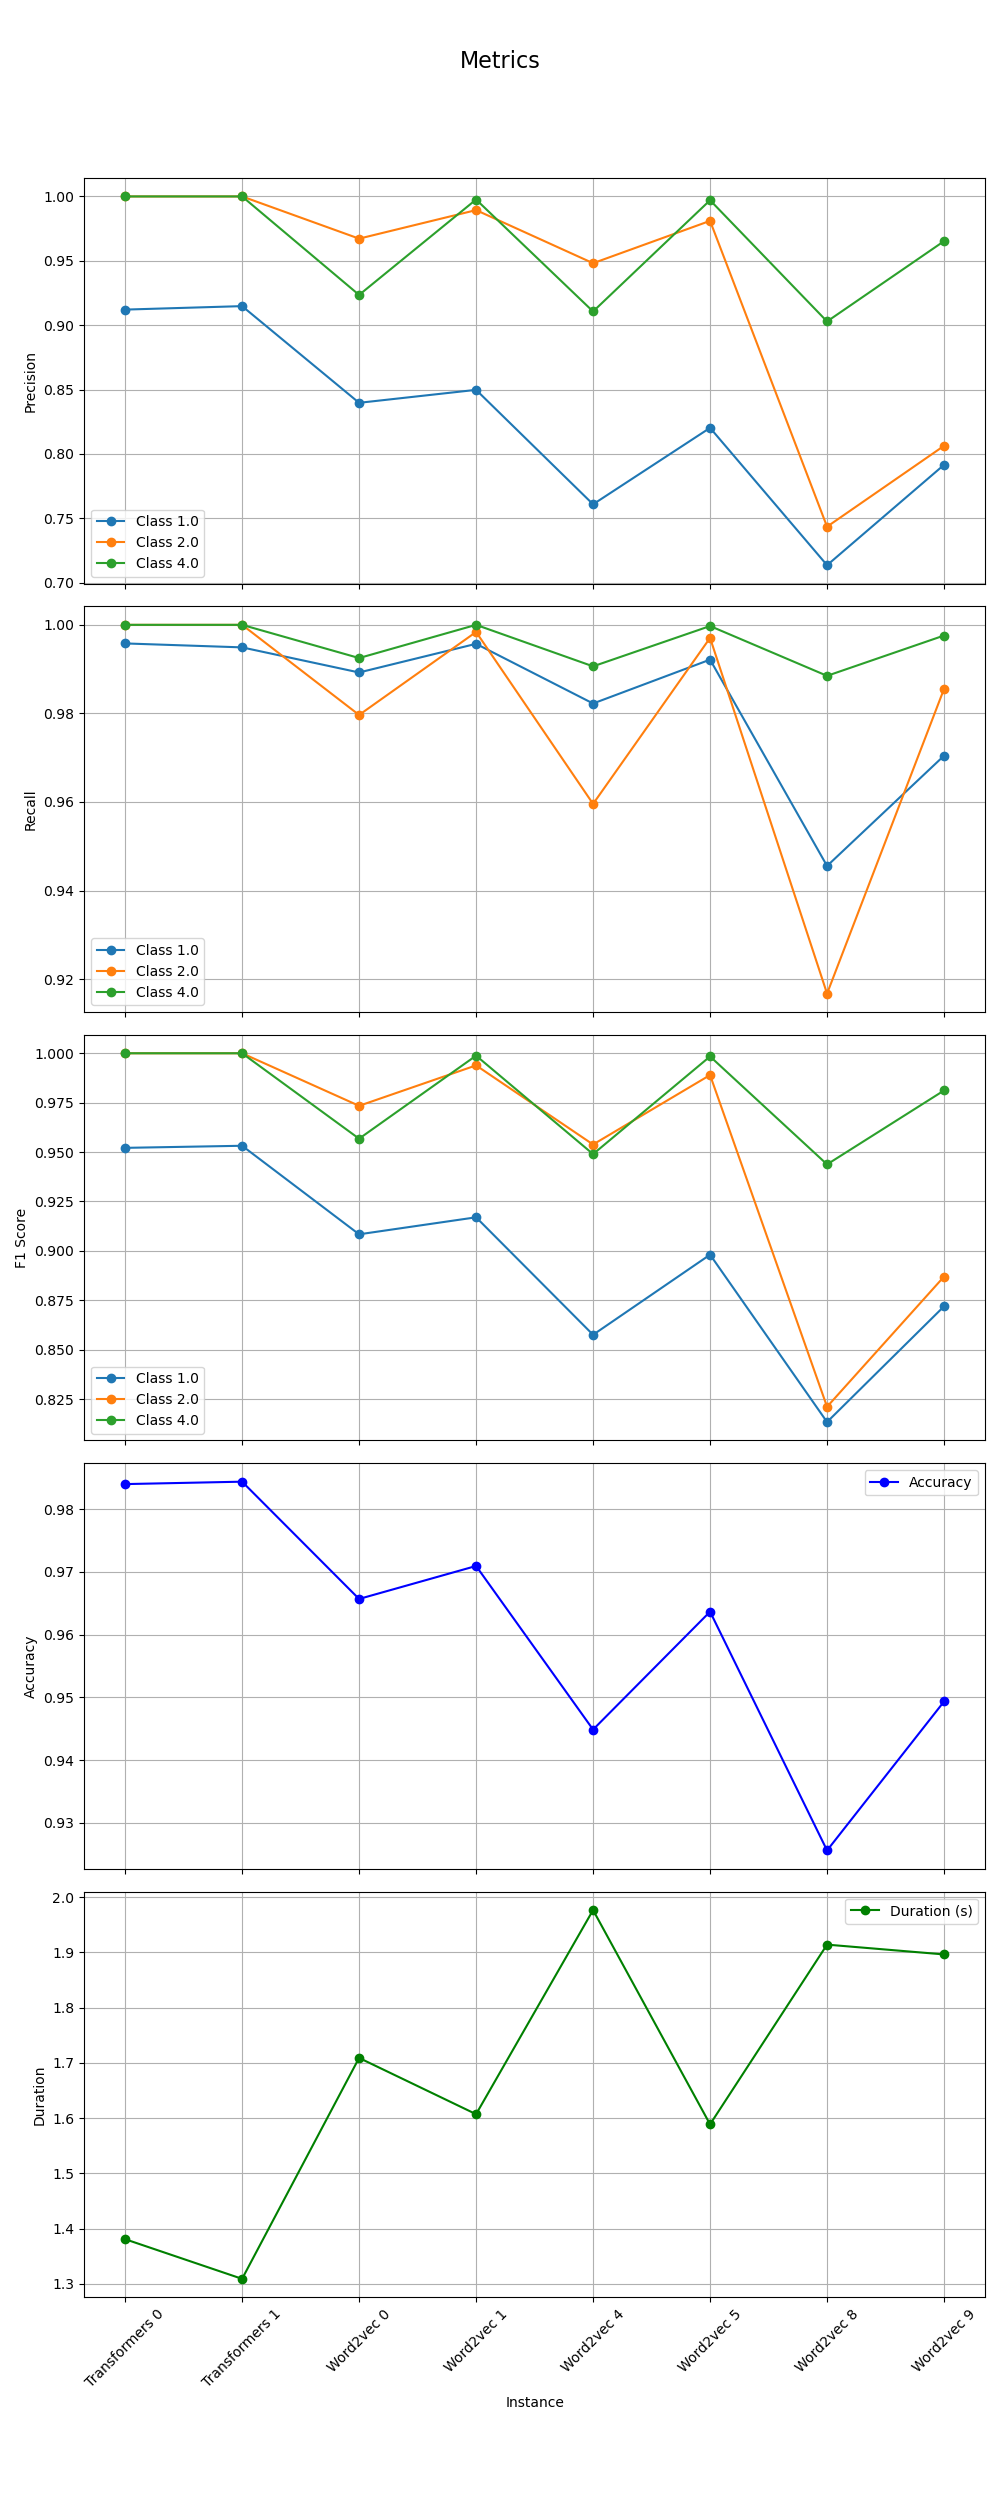 Metrics
1.00
0.95
0.90
0.85
0.80
0.75
0.70
Precision
Class 1.0
Class 2.0
Class 4.0
1.00
0.98
0.96
0.94
0.92
Recall
Class 1.0
Class 2.0
Class 4.0
1.000
0.975
0.950
0.925
0.900
0.875
0.850
0.825
F1 Score
Class 1.0
Class 2.0
Class 4.0
0.98
0.97
0.96
0.95
0.94
0.93
Accuracy
Accuracy
2.0
1.9
1.8
1.7
1.6
1.5
1.4
1.3
Duration
Duration (s)
Transformers 0
Transformers 1
Word2vec 0
Word2vec 1
Word2vec 4
Word2vec 5
Word2vec 8
Word2vec 9
Instance